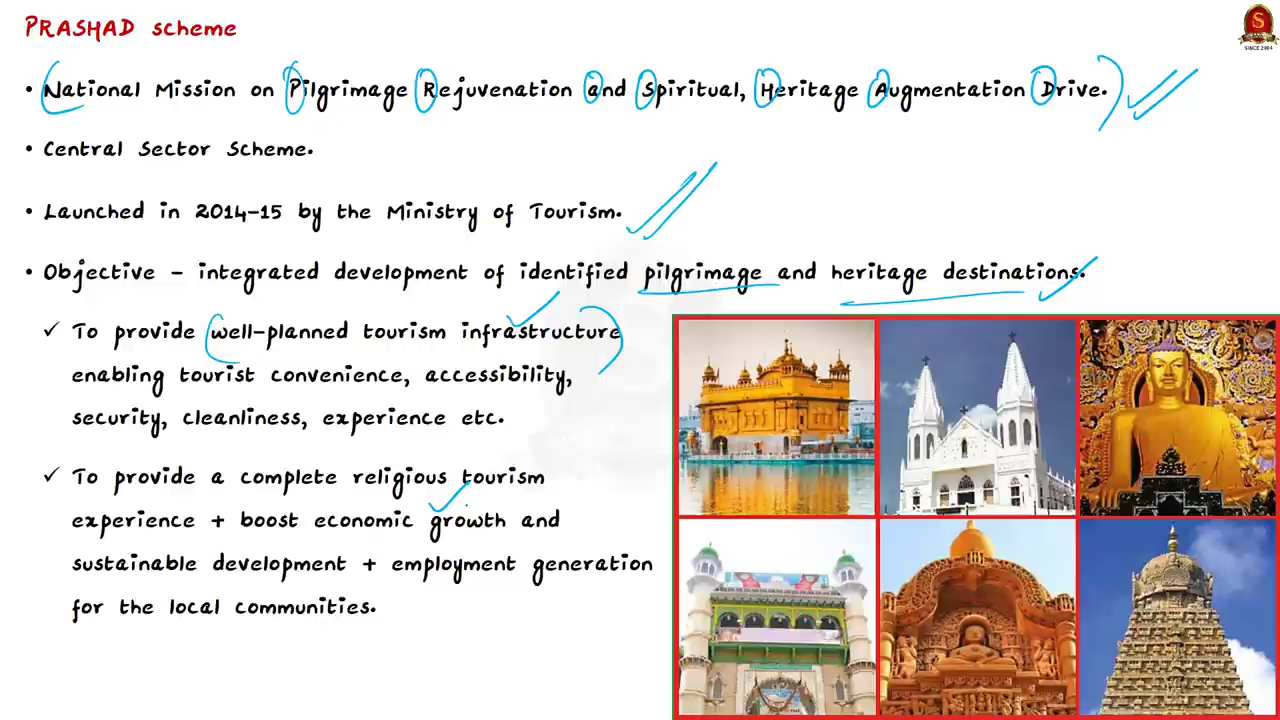 PRASHAD scheme
S
SINCE 2004
• National Mission on Pilgrimage Rejuvenation and Spiritual, Heritage Augmentation Drive.
• Central Sector Scheme.
• Launched in 2014-15 by the Ministry of Tourism.
• Objective - integrated development of identified pilgrimage and heritage destinations.
✓ To provide well-planned tourism infrastructure
enabling tourist convenience, accessibility,
security, cleanliness, experience etc.
✓ To provide a complete religious tourism
experience + boost economic growth and
sustainable development + employment generation
for the local communities.